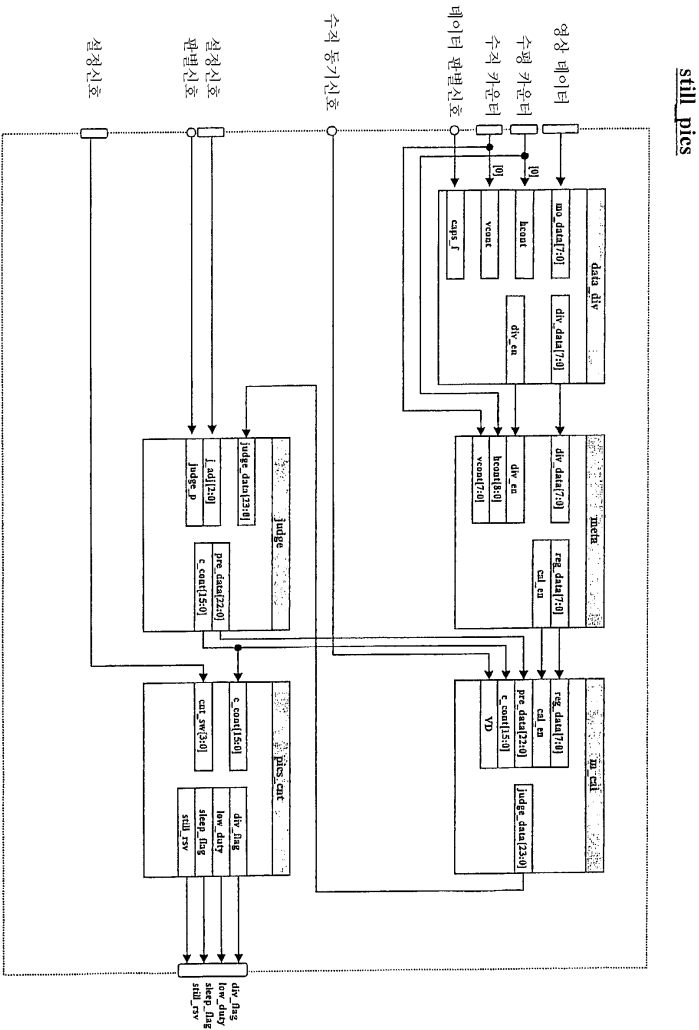 still_pics
영상 데이터
수평 카운터
수직 카운터
데이터 판별신호
수직 동기신호
설정신호
판별신호
설정신호
[0]
[0]
data_div
mo_data[7:0]
hcont
vcont
caps_f
div_data[7:0]
div_en
meta
div_data[7:0]
div_en
hcont[8:0]
vcont[7:0]
reg_data[7:0]
cal_en
m_cal
reg_data[7:0]
cal_en
pre_data[22:0]
c_cont[15:0]
VD
judge_data[23:0]
judge
judge_data[23:0]
j_adj[2:0]
judge_p
pre_data[22:0]
c_cont[15:0]
pics_cnt
c_cont[15:0]
cnt_sw[3:0]
div_flag
low_duty
sleep_flag
still_rsv
div_flag
low_duty
sleep_flag
still_rsv